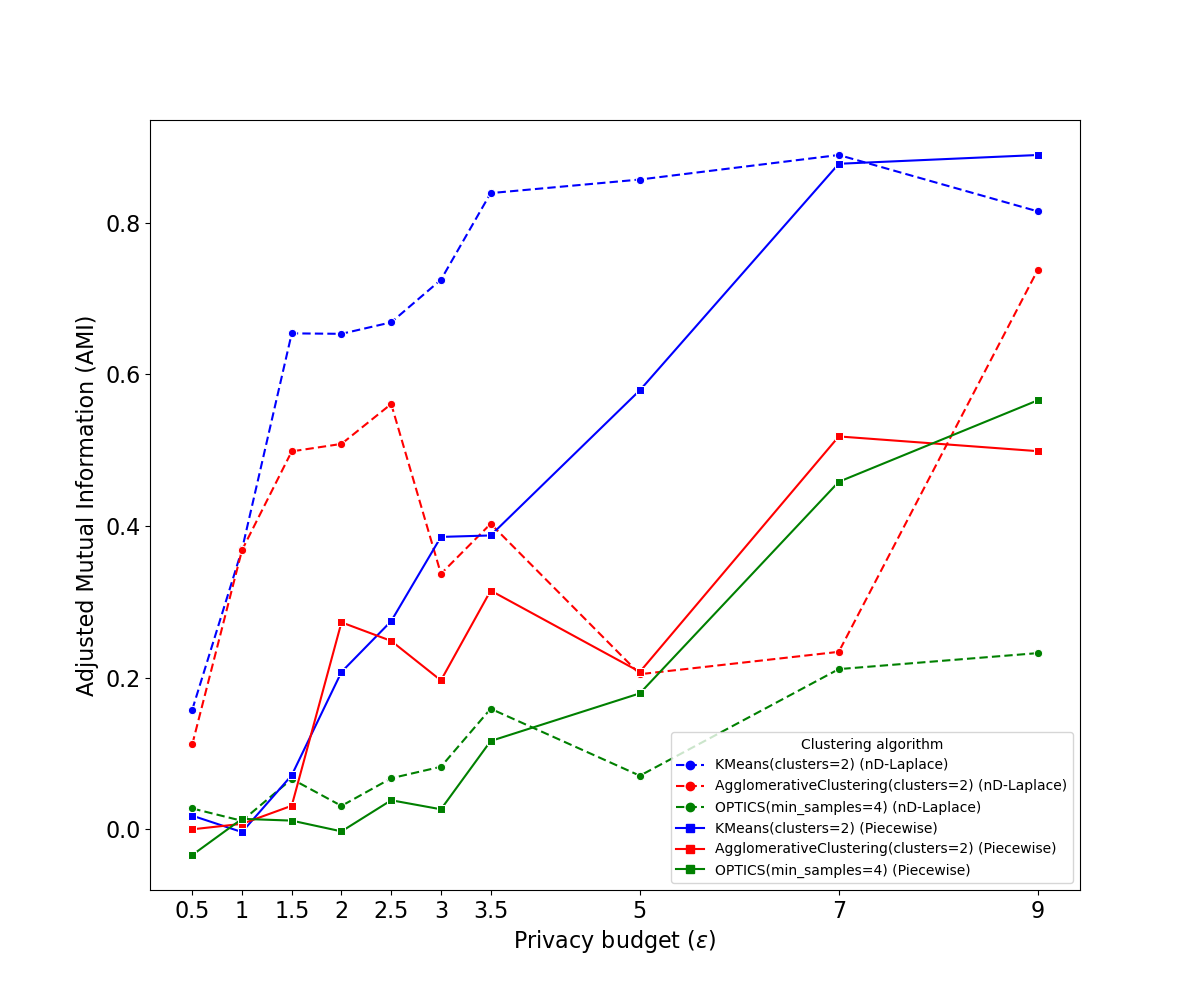 Adjusted Mutual Information (AMI)
0.8
0.6
0.4
0.2
0.0
0.5 1 1.5 2 2.5 3 3.5 5 7 9
Privacy budget (ε)
Clustering algorithm
KMeans(clusters=2) (nD-Laplace)
AgglomerativeClustering(clusters=2) (nD-Laplace)
OPTICS(min_samples=4) (nD-Laplace)
KMeans(clusters=2) (Piecewise)
AgglomerativeClustering(clusters=2) (Piecewise)
OPTICS(min_samples=4) (Piecewise)